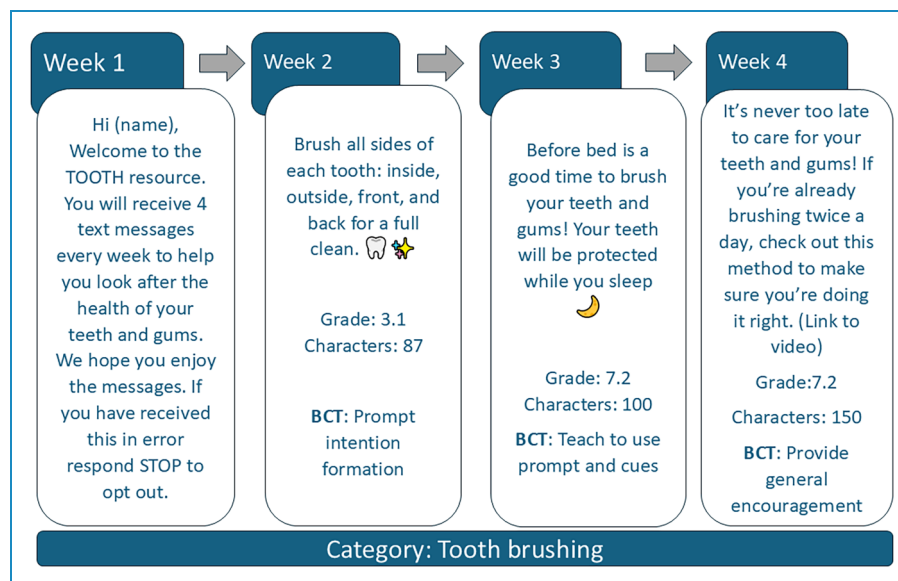 Week 1
Hi (name),
Welcome to the
TOOTH resource.
You will receive 4
text messages
every week to help
you look after the
health of your
teeth and gums.
We hope you enjoy
the messages. If
you have received
this in error
respond STOP to
opt out.
Week 2
Brush all sides of
each tooth: inside,
outside, front, and
back for a full
clean. 🦷✨
Grade: 3.1
Characters: 87
BCT: Prompt
intention
formation
Week 3
Before bed is a
good time to brush
your teeth and
gums! Your teeth
will be protected
while you sleep
🌙
Grade: 7.2
Characters: 100
BCT: Teach to use
prompt and cues
Week 4
It’s never too late
to care for your
teeth and gums! If
you’re already
brushing twice a
day, check out this
method to make
sure you’re doing
it right. (Link to
video)
Grade:7.2
Characters: 150
BCT: Provide
general
encouragement
Category: Tooth brushing